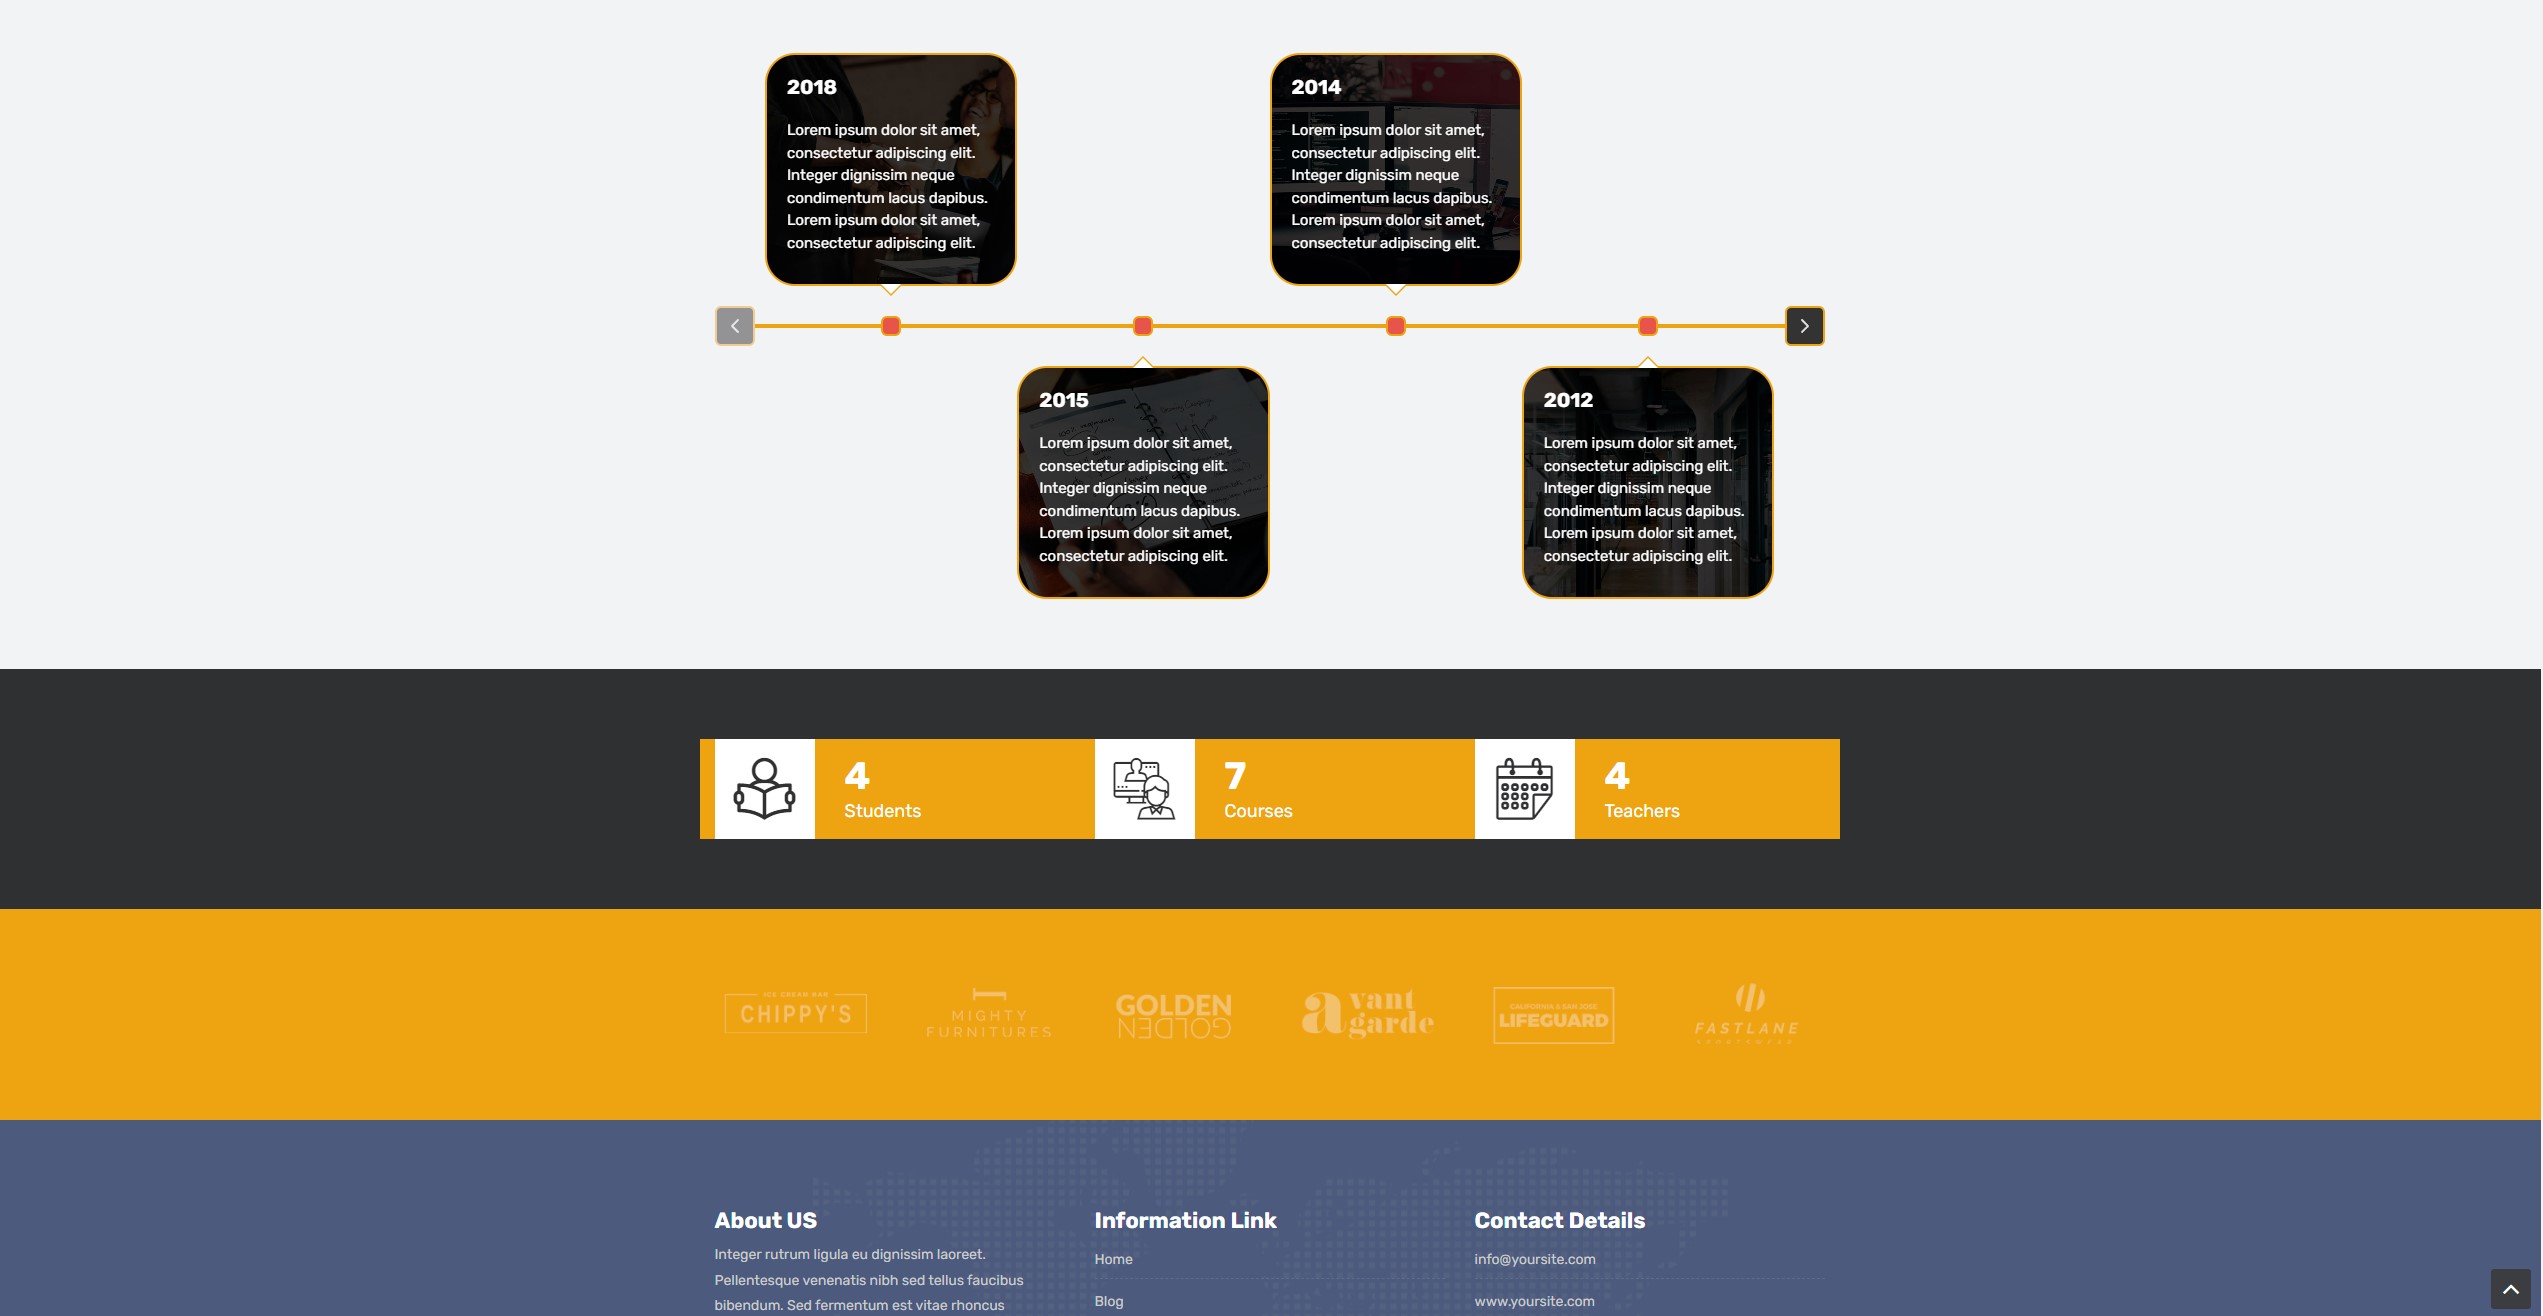 2018
Lorem ipsum dolor sit amet,
consectetur adipiscing elit.
Integer dignissim neque
condimentum lacus dapibus.
Lorem ipsum dolor sit amet,
consectetur adipiscing elit.
2014
Lorem ipsum dolor sit amet,
consectetur adipiscing elit.
Integer dignissim neque
condimentum lacus dapibus.
Lorem ipsum dolor sit amet,
consectetur adipiscing elit.
2015
Lorem ipsum dolor sit amet,
consectetur adipiscing elit.
Integer dignissim neque
condimentum lacus dapibus.
Lorem ipsum dolor sit amet,
consectetur adipiscing elit.
2012
Lorem ipsum dolor sit amet,
consectetur adipiscing elit.
Integer dignissim neque
condimentum lacus dapibus.
Lorem ipsum dolor sit amet,
consectetur adipiscing elit.
4
Students
7
Courses
4
Teachers
ICE CREAM BAR
CHIPPY'S
MIGHTY
FURNITURES
GOLDEN
GOLDEN
avant
garde
CALIFORNIA & SAN JOSE
LIFEGUARD
FASTLANE
SPORTSWEAR
About US
Integer rutrum ligula eu dignissim laoreet.
Pellentesque venenatis nibh sed tellus faucibus
bibendum. Sed fermentum est vitae rhoncus
Information Link
Home
Blog
Contact Details
info@yoursite.com
www.yoursite.com